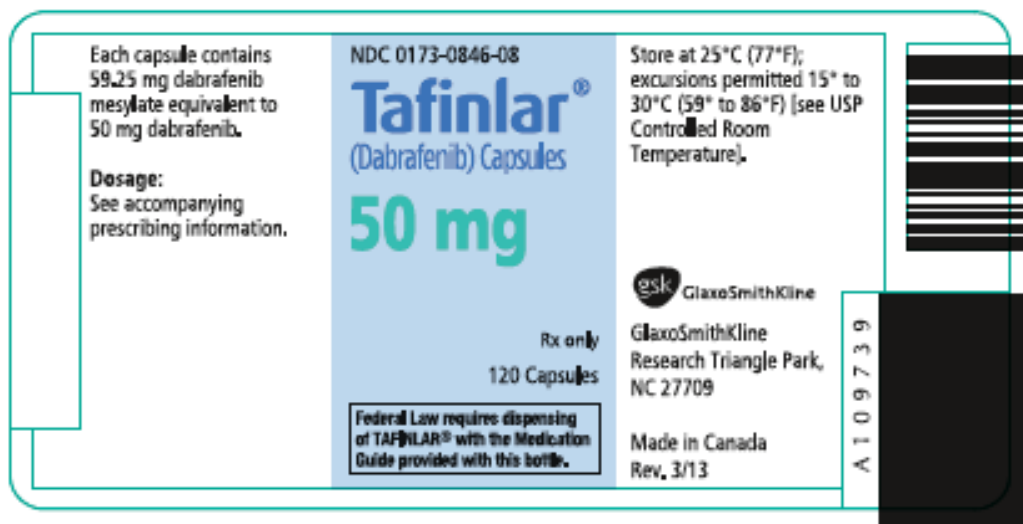 Each capsule contains
59.25 mg dabrafenib
mesylate equivalent to
50 mg dabrafenib.
Dosage:
See accompanying
prescribing information.
NDC 0173-0846-08
Tafinlar®
(Dabrafenib) Capsules
50 mg
Rx only
120 Capsules
Federal Law requires dispensing
of TAFINLAR® with the Medication
Guide provided with this bottle.
Store at 25°C (77°F);
excursions permitted 15° to
30°C (59° to 86°F) [see USP
Controlled Room
Temperature].
gsk GlaxoSmithKline
GlaxoSmithKline
Research Triangle Park,
NC 27709
Made in Canada
Rev. 3/13
A109739